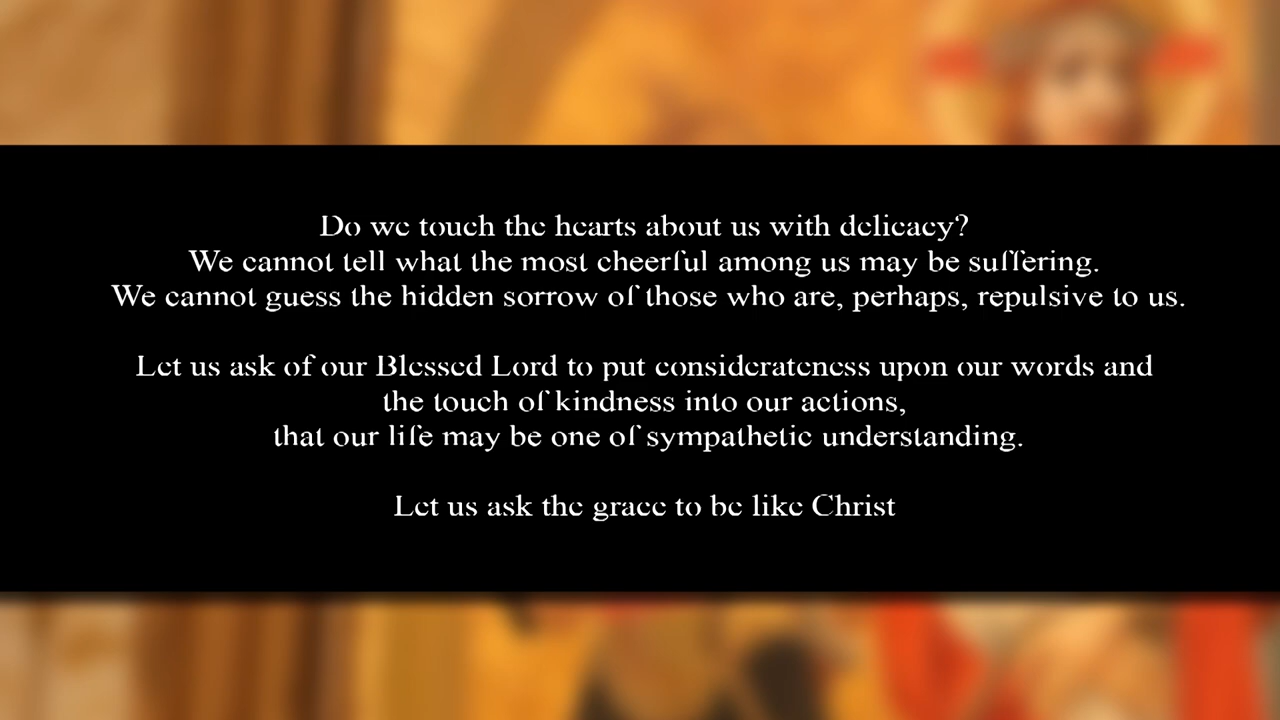 Do we touch the hearts about us with delicacy?
We cannot tell what the most cheerful among us may be suffering.
We cannot guess the hidden sorrow of those who are, perhaps, repulsive to us.
Let us ask of our Blessed Lord to put considerateness upon our words and
the touch of kindness into our actions,
that our life may be one of sympathetic understanding.
Let us ask the grace to be like Christ